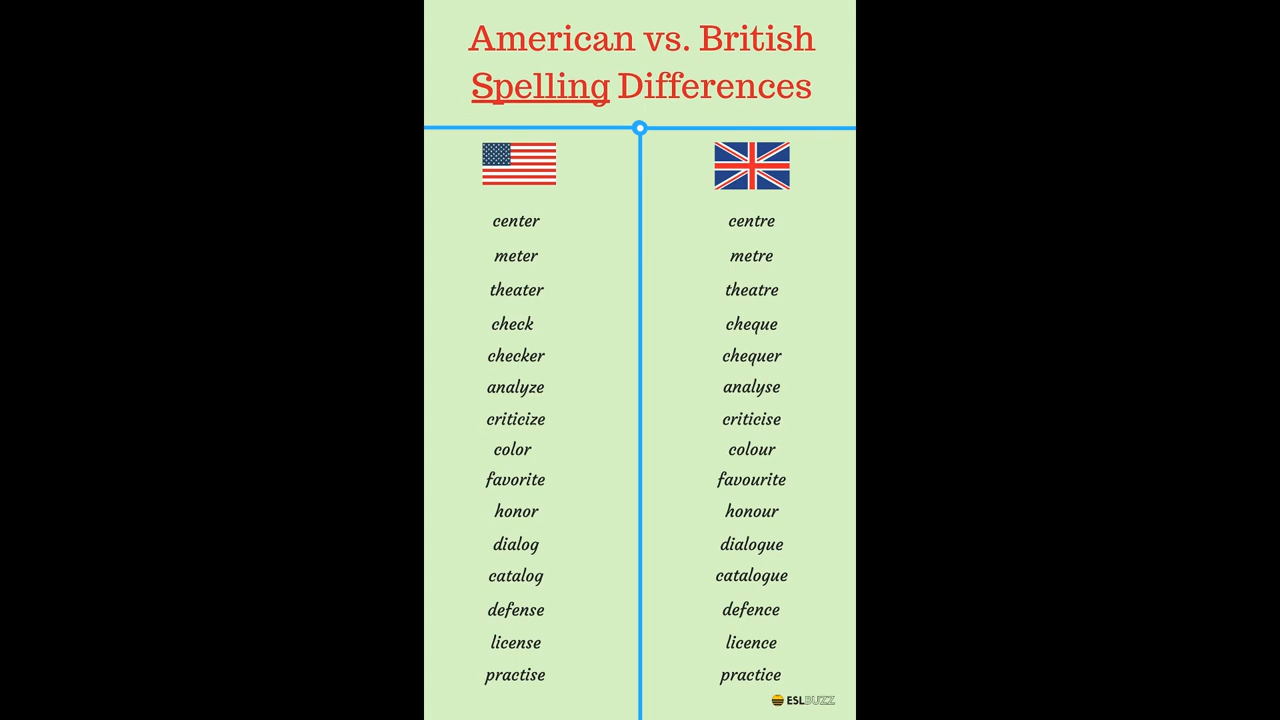 American vs. British
Spelling Differences
center centre
meter metre
theater theatre
check cheque
checker chequer
analyze analyse
criticize criticise
color colour
favorite favourite
honor honour
dialog dialogue
catalog catalogue
defense defence
license licence
practise practice
ESLBUZZ